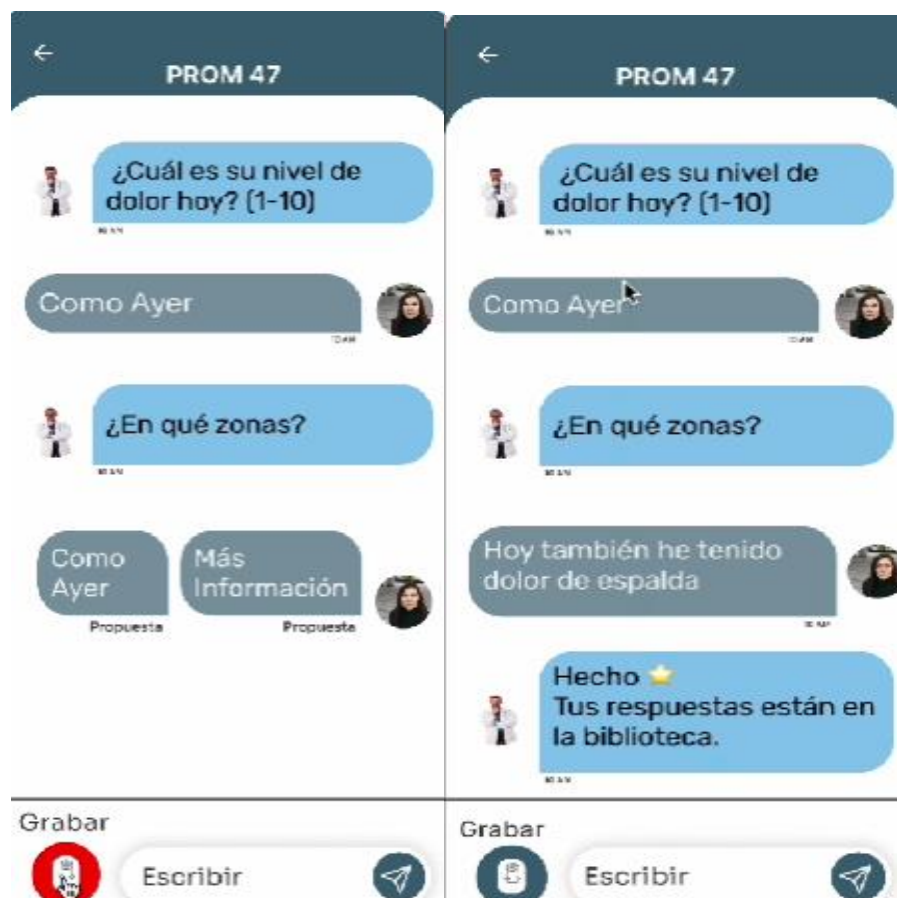 PROM 47
¿Cuál es su nivel de
dolor hoy? (1-10)
Como Ayer
¿En qué zonas?
Como
Ayer
Propuesta
Más
Información
Propuesta
Grabar
Escribir
PROM 47
¿Cuál es su nivel de
dolor hoy? (1-10)
Como Ayer
¿En qué zonas?
Hoy también he tenido
dolor de espalda
Hecho ⭐
Tus respuestas están en
la biblioteca.
Grabar
Escribir